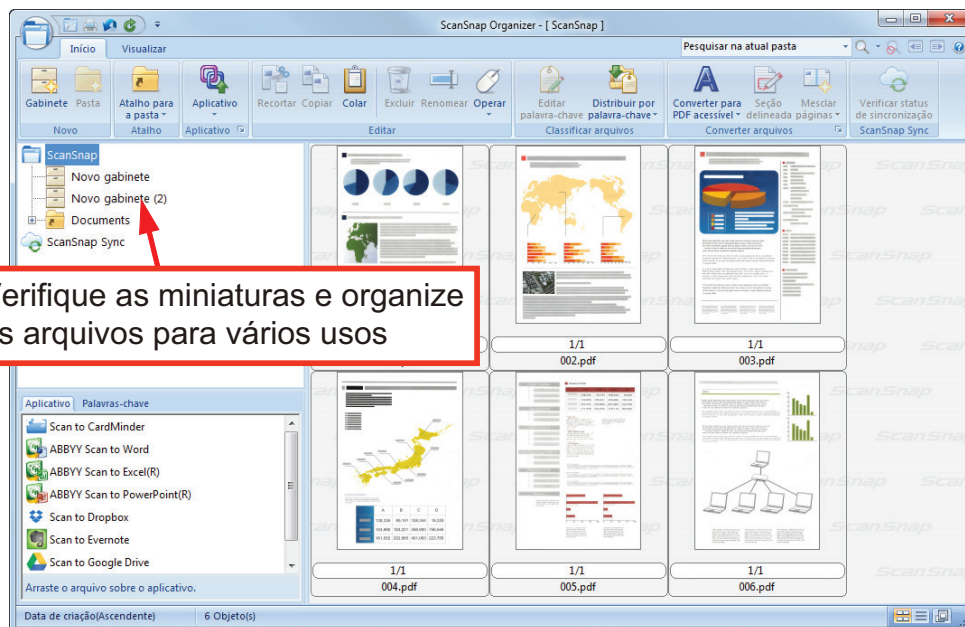 ScanSnap Organizer - [ ScanSnap ]
Início Visualizar
Pesquisar na atual pasta
Gabinete Pasta Atalho para a pasta Aplicativo Recortar Copiar Colar Excluir Renomear Operar Editar palavra-chave Distribuir por palavra-chave Converter para PDF acessível Seção delineada Mesclar páginas Verificar status de sincronização
Novo Atalho Aplicativo Editar Classificar arquivos Converter arquivos ScanSnap Sync
ScanSnap
Novo gabinete
Novo gabinete (2)
Documents
ScanSnap Sync
erifique as miniaturas e organize
s arquivos para vários usos
1/1
002.pdf
1/1
003.pdf
Aplicativo Palavras-chave
Scan to CardMinder
ABBYY Scan to Word
ABBYY Scan to Excel(R)
ABBYY Scan to PowerPoint(R)
Scan to Dropbox
Scan to Evernote
Scan to Google Drive
Arraste o arquivo sobre o aplicativo.
1/1
004.pdf
1/1
005.pdf
1/1
006.pdf
Data de criação(Ascendente) 6 Objeto(s)